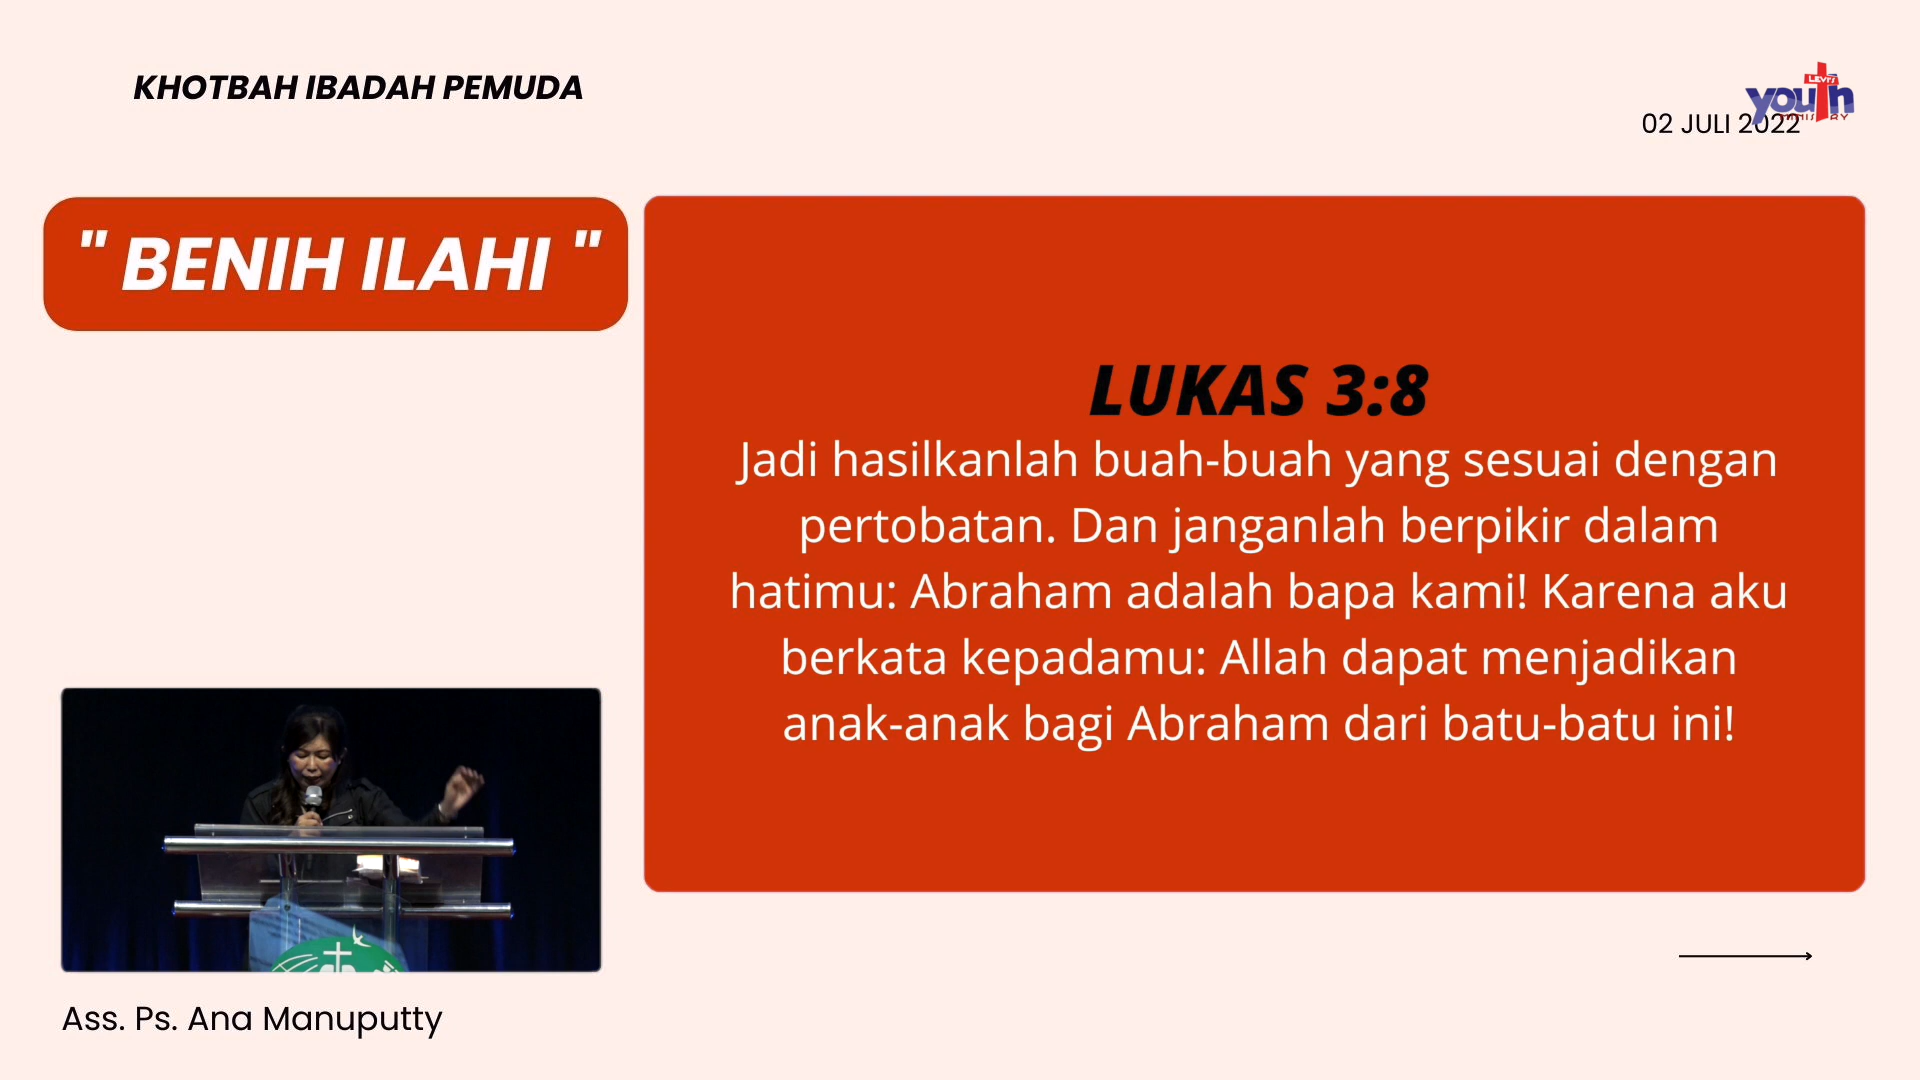 KHOTBAH IBADAH PEMUDA
LEVFI
youth
02 JULI 2022
" BENIH ILAHI "
LUKAS 3:8
Jadi hasilkanlah buah-buah yang sesuai dengan
pertobatan. Dan janganlah berpikir dalam
hatimu: Abraham adalah bapa kami! Karena aku
berkata kepadamu: Allah dapat menjadikan
anak-anak bagi Abraham dari batu-batu ini!
Ass. Ps. Ana Manuputty